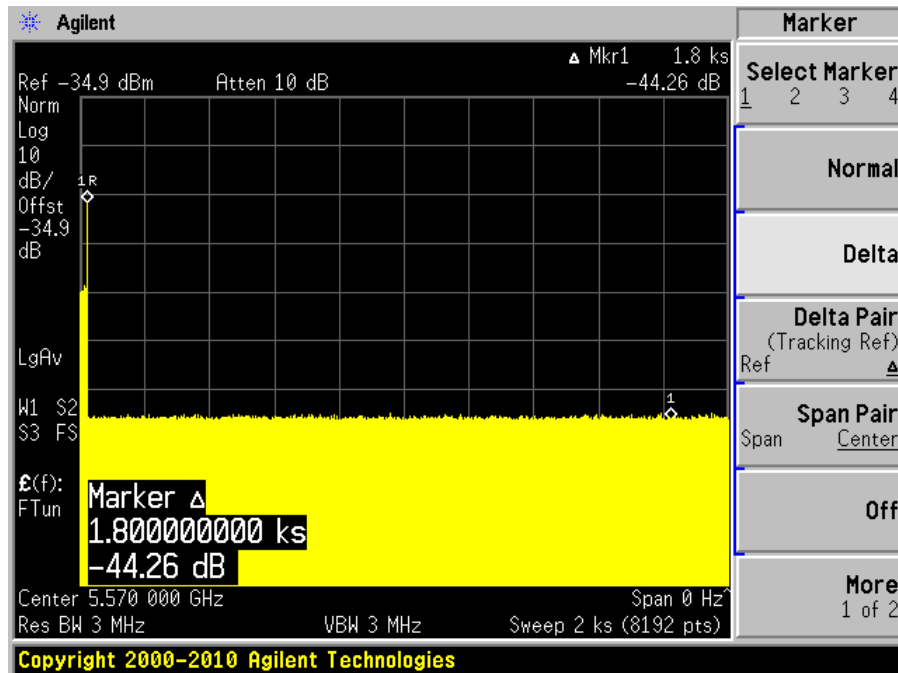 Agilent
Marker
Δ Mkr1 1.8 ks
Ref -34.9 dBm Atten 10 dB -44.26 dB
Norm
Log
10
dB/
Offst
-34.9
dB
1R
LgAv
W1 S2
S3 FS
£(f):
FTun
1
Marker Δ
1.800000000 ks
-44.26 dB
Center 5.570 000 GHz Span 0 Hz^
Res BW 3 MHz VBW 3 MHz Sweep 2 ks (8192 pts)
Copyright 2000-2010 Agilent Technologies
Select Marker
1 2 3 4
Normal
Delta
Delta Pair
(Tracking Ref)
Ref Δ
Span Pair
Span Center
Off
More
1 of 2